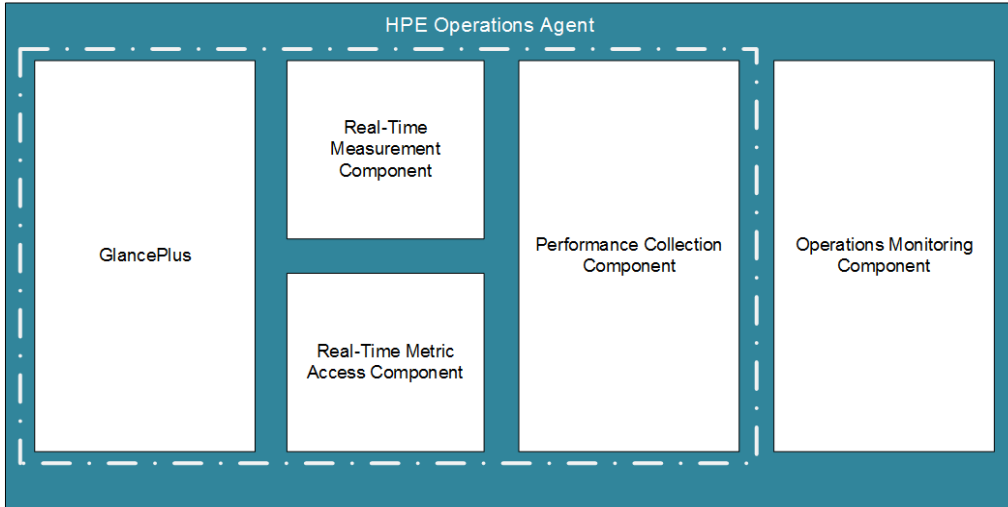 HPE Operations Agent
GlancePlus
Real-Time
Measurement
Component
Real-Time Metric
Access Component
Performance Collection
Component
Operations Monitoring
Component